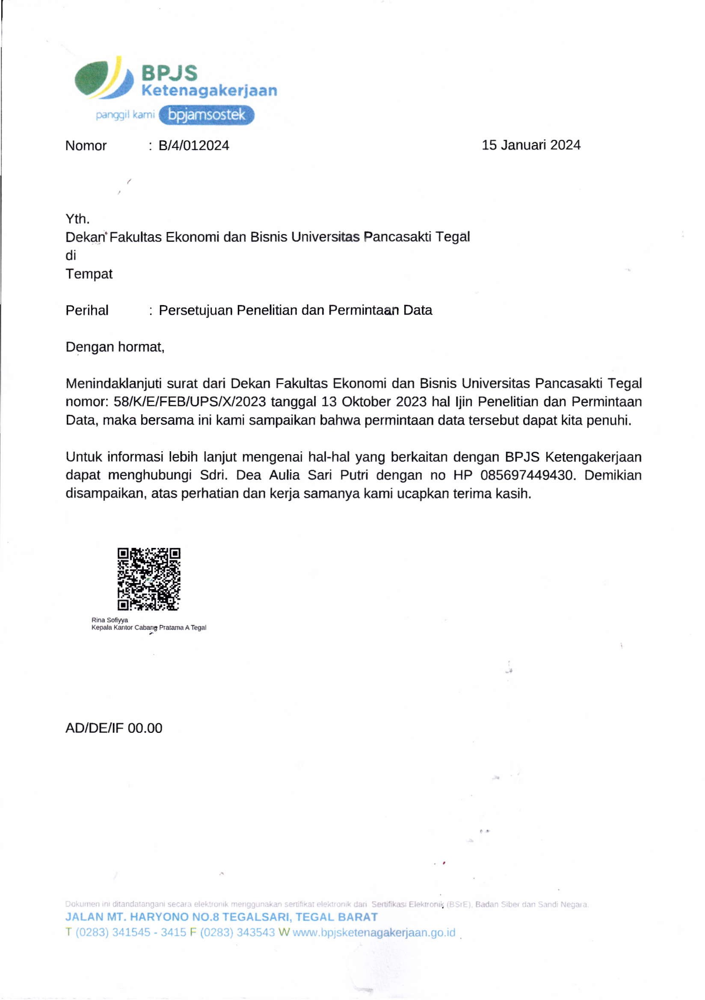 BPJS
Ketenagakerjaan
panggil kami bpjamsostek
Nomor : B/4/012024 15 Januari 2024
Yth.
Dekan Fakultas Ekonomi dan Bisnis Universitas Pancasakti Tegal
di
Tempat
Perihal : Persetujuan Penelitian dan Permintaan Data
Dengan hormat,
Menindaklanjuti surat dari Dekan Fakultas Ekonomi dan Bisnis Universitas Pancasakti Tegal
nomor: 58/K/E/FEB/UPS/X/2023 tanggal 13 Oktober 2023 hal Ijin Penelitian dan Permintaan
Data, maka bersama ini kami sampaikan bahwa permintaan data tersebut dapat kita penuhi.
Untuk informasi lebih lanjut mengenai hal-hal yang berkaitan dengan BPJS Ketengakerjaan
dapat menghubungi Sdri. Dea Aulia Sari Putri dengan no HP 085697449430. Demikian
disampaikan, atas perhatian dan kerja samanya kami ucapkan terima kasih.
Rina Sofiyya
Kepala Kantor Cabang Pratama A Tegal
AD/DE/IF 00.00
Dokumen ini ditandatangani secara elektronik menggunakan sertifikat elektronik dari Sertifikasi Elektronik (BSrE), Badan Siber dan Sandi Negara.
JALAN MT. HARYONO NO.8 TEGALSARI, TEGAL BARAT
T (0283) 341545 - 3415 F (0283) 343543 W www.bpjsketenagakerjaan.go.id